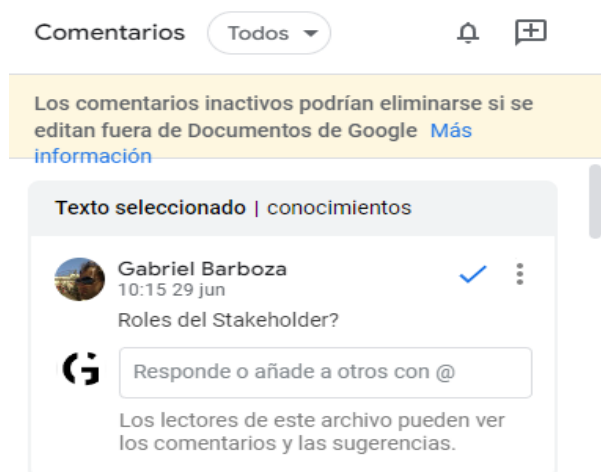 Comentarios Todos
Los comentarios inactivos podrían eliminarse si se
editan fuera de Documentos de Google Más
información
Texto seleccionado | conocimientos
Gabriel Barboza
10:15 29 jun
Roles del Stakeholder?
Responde o añade a otros con @
Los lectores de este archivo pueden ver
los comentarios y las sugerencias.